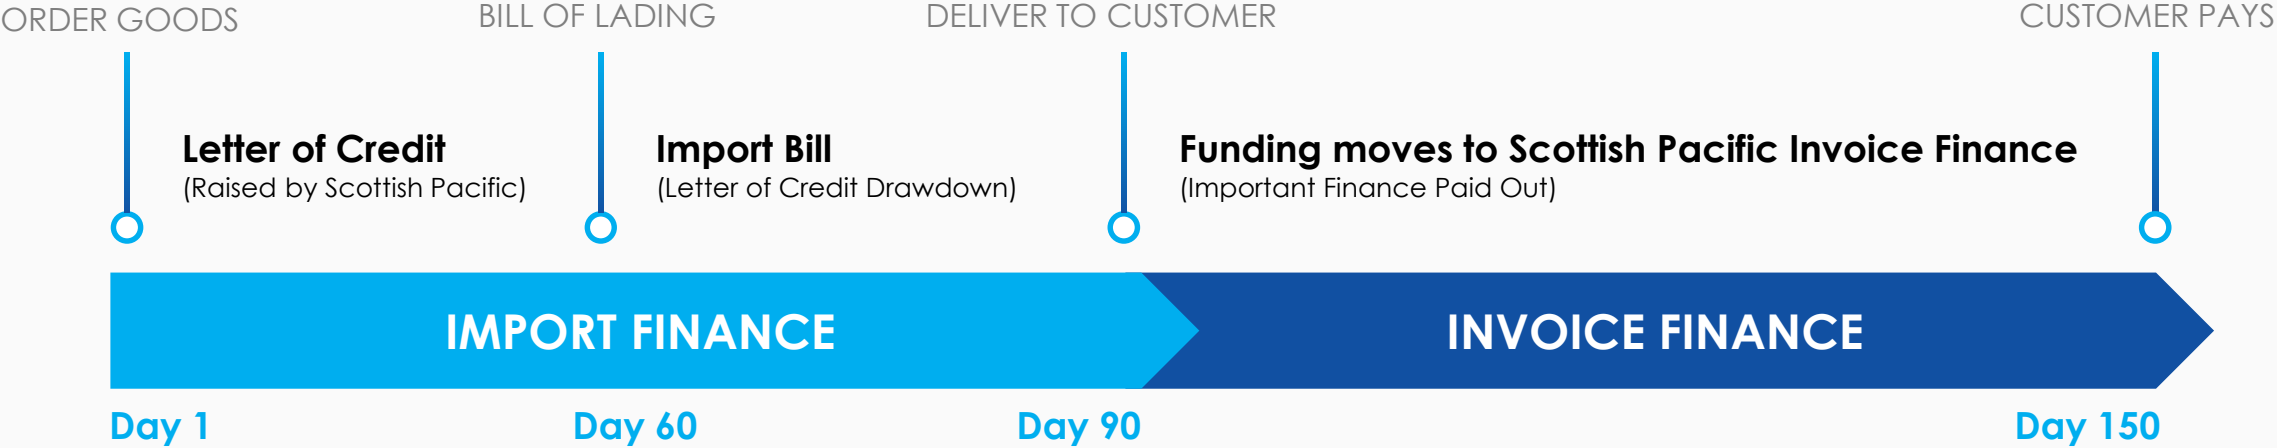 ORDER GOODS
BILL OF LADING
DELIVER TO CUSTOMER
CUSTOMER PAYS
Letter of Credit
(Raised by Scottish Pacific)
Import Bill
(Letter of Credit Drawdown)
Funding moves to Scottish Pacific Invoice Finance
(Important Finance Paid Out)
IMPORT FINANCE
INVOICE FINANCE
Day 1
Day 60
Day 90
Day 150